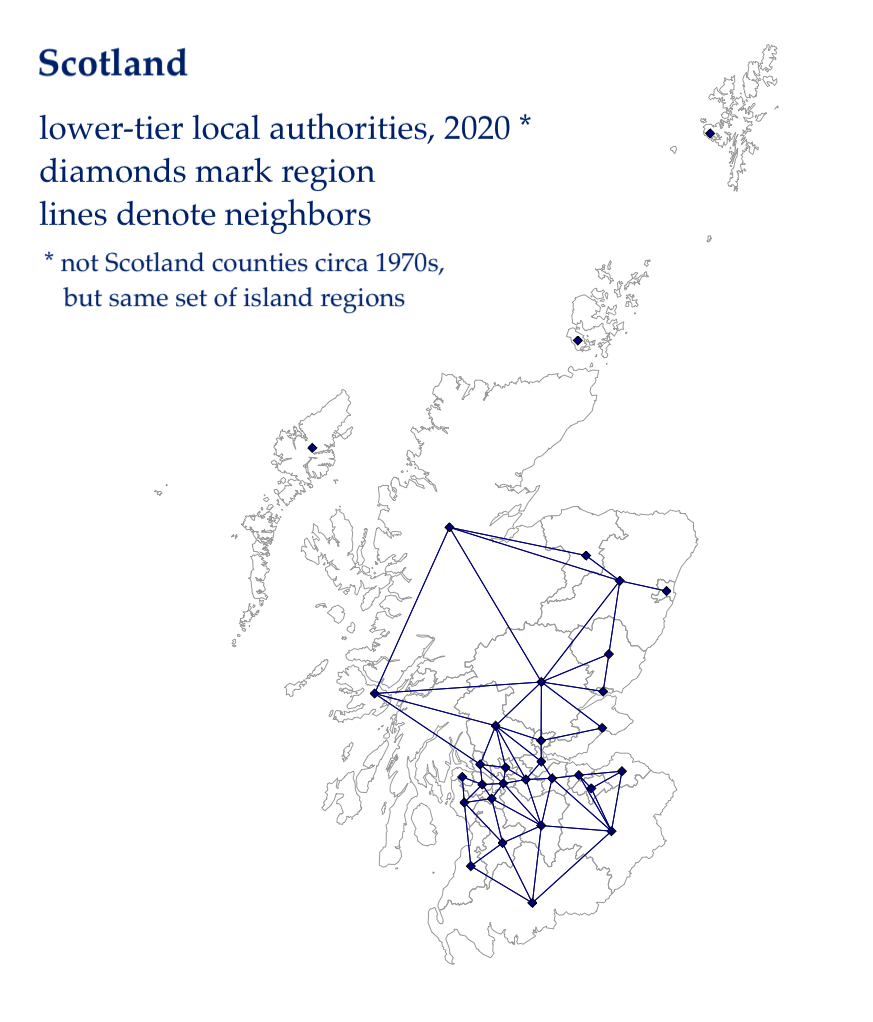 Scotland
lower-tier local authorities, 2020 *
diamonds mark region
lines denote neighbors
* not Scotland counties circa 1970s,
but same set of island regions